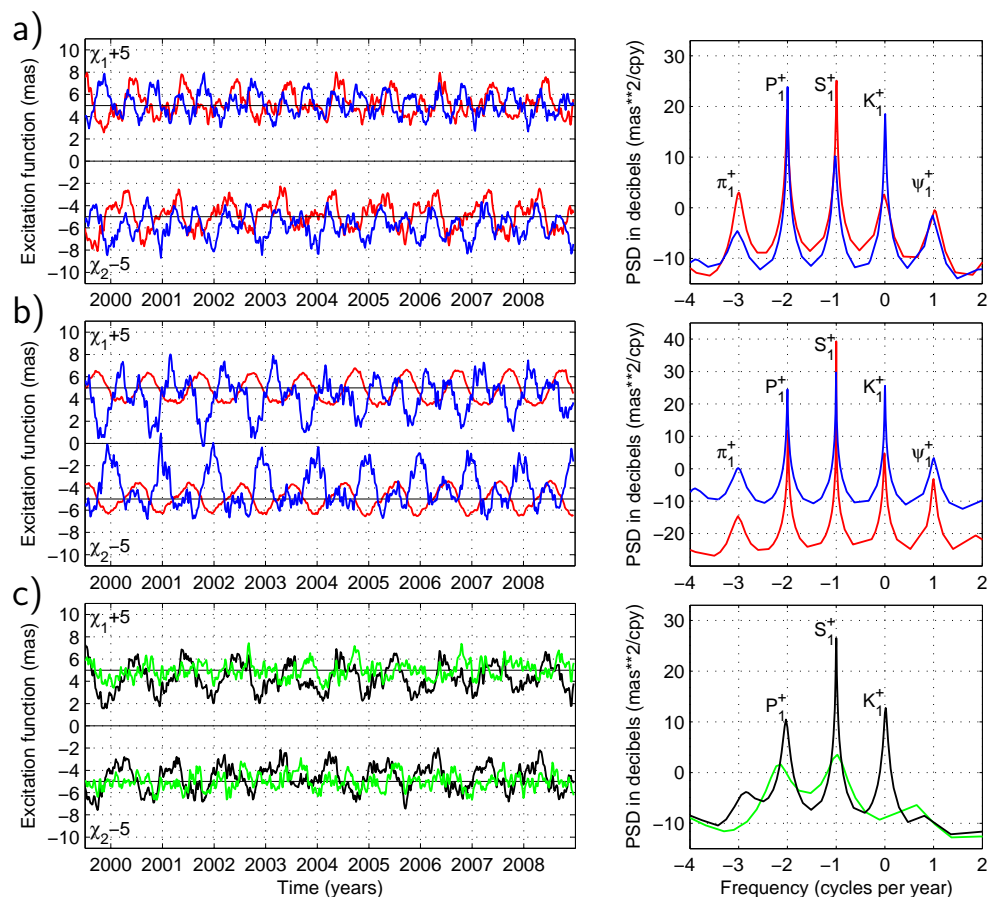 a)
χ₁+5
χ₂−5
Excitation function (mas)
10
8
6
4
2
0
−2
−4
−6
−8
−10
2000 2001 2002 2003 2004 2005 2006 2007 2008
PSD in decibels (mas**2/cpy)
30
20
10
0
−10
π₁⁺
P₁⁺
S₁⁺
K₁⁺
ψ₁⁺
−4 −3 −2 −1 0 1 2
b)
χ₁+5
χ₂−5
Excitation function (mas)
10
8
6
4
2
0
−2
−4
−6
−8
−10
2000 2001 2002 2003 2004 2005 2006 2007 2008
PSD in decibels (mas**2/cpy)
40
30
20
10
0
−10
−20
π₁⁺
P₁⁺
S₁⁺
K₁⁺
ψ₁⁺
−4 −3 −2 −1 0 1 2
c)
χ₁+5
χ₂−5
Excitation function (mas)
10
8
6
4
2
0
−2
−4
−6
−8
−10
2000 2001 2002 2003 2004 2005 2006 2007 2008
Time (years)
PSD in decibels (mas**2/cpy)
30
20
10
0
−10
P₁⁺
S₁⁺
K₁⁺
−4 −3 −2 −1 0 1 2
Frequency (cycles per year)